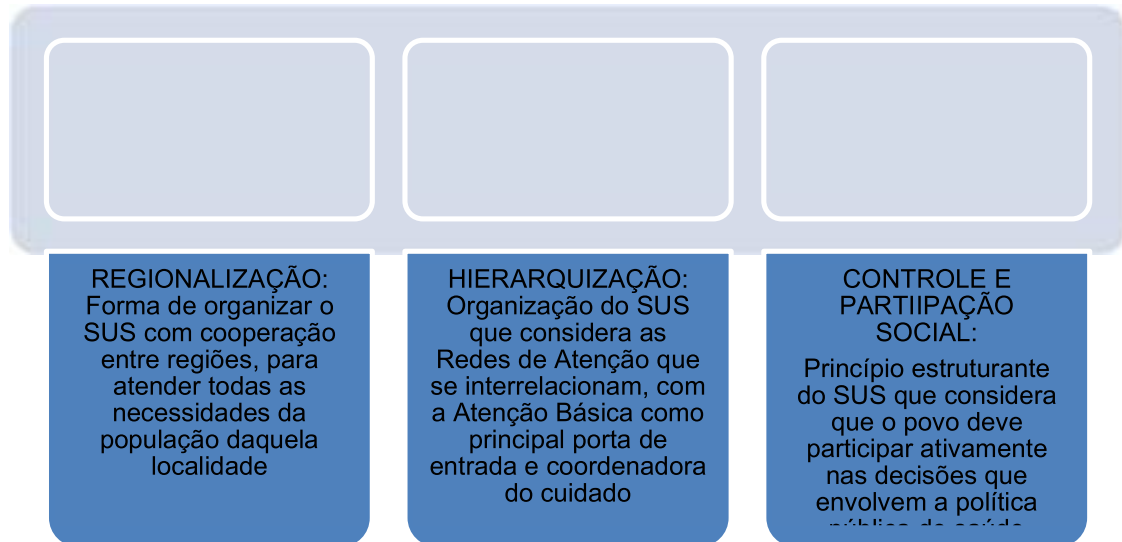 REGIONALIZAÇÃO:
Forma de organizar o
SUS com cooperação
entre regiões, para
atender todas as
necessidades da
população daquela
localidade
HIERARQUIZAÇÃO:
Organização do SUS
que considera as
Redes de Atenção que
se interrelacionam, com
a Atenção Básica como
principal porta de
entrada e coordenadora
do cuidado
CONTROLE E
PARTIIPAÇÃO
SOCIAL:
Princípio estruturante
do SUS que considera
que o povo deve
participar ativamente
nas decisões que
envolvem a política
pública de saúde